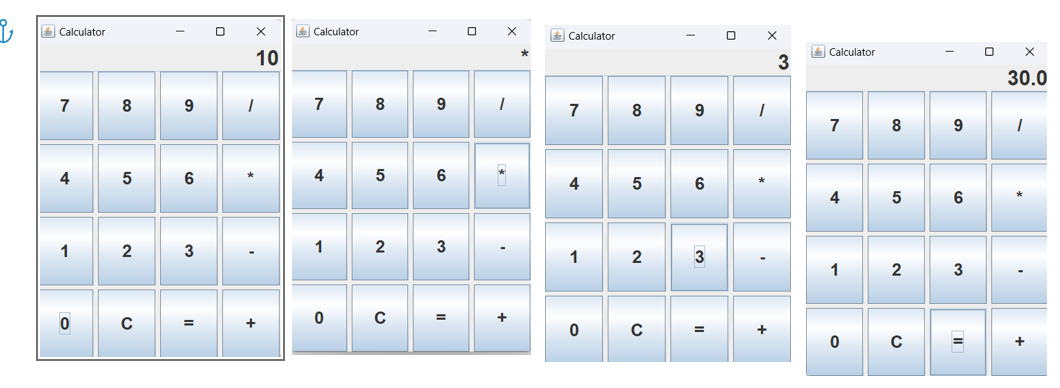 Calculator
10
7 8 9 /
4 5 6 *
1 2 3 -
0 C = +
Calculator
*
7 8 9 /
4 5 6 *
1 2 3 -
0 C = +
Calculator
3
7 8 9 /
4 5 6 *
1 2 3 -
0 C = +
Calculator
30.0
7 8 9 /
4 5 6 *
1 2 3 -
0 C = +